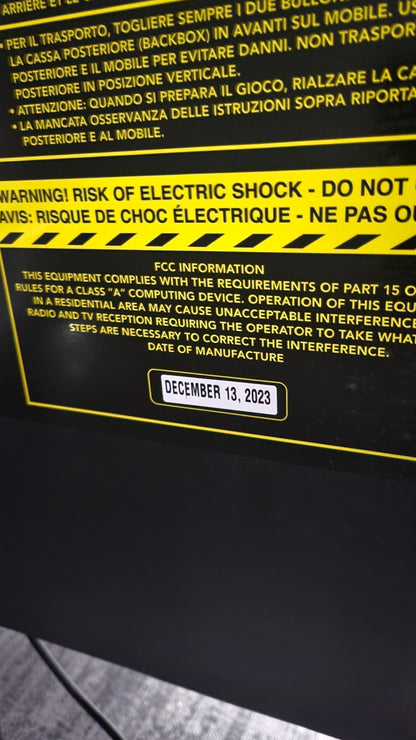 ARRIÈRE ET LE
• PER IL TRASPORTO, TOGLIERE SEMPRE I DUE
LA CASSA POSTERIORE (BACKBOX) IN AVANTI SUL MOBILE.
POSTERIORE E IL MOBILE PER EVITARE DANNI. NON
POSTERIORE IN POSIZIONE VERTICALE.
• ATTENZIONE: QUANDO SI PREPARA IL GIOCO, RIALZARE LA
• LA MANCATA OSSERVANZA DELLE ISTRUZIONI SOPRA
POSTERIORE E AL MOBILE.
WARNING! RISK OF ELECTRIC SHOCK - DO NOT
AVIS: RISQUE DE CHOC ÉLECTRIQUE - NE PAS
FCC INFORMATION
THIS EQUIPMENT COMPLIES WITH THE REQUIREMENTS OF PART 15
RULES FOR A CLASS "A" COMPUTING DEVICE. OPERATION OF THIS
IN A RESIDENTIAL AREA MAY CAUSE UNACCEPTABLE
RADIO AND TV RECEPTION REQUIRING THE OPERATOR TO TAKE
STEPS ARE NECESSARY TO CORRECT THE INTERFERENCE.
DATE OF MANUFACTURE
DECEMBER 13, 2023